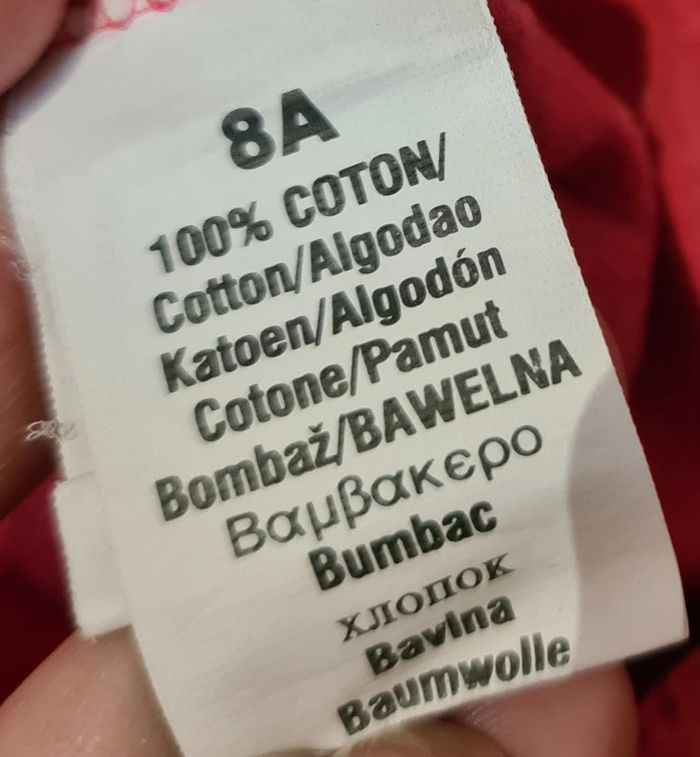 8A
100% COTON/
Cotton/Algodao
Katoen/Algodón
Cotone/Pamut
Bombaž/BAWELNA
Βαμβακερο
Bumbac
хлопок
Bavlna
Baumwolle